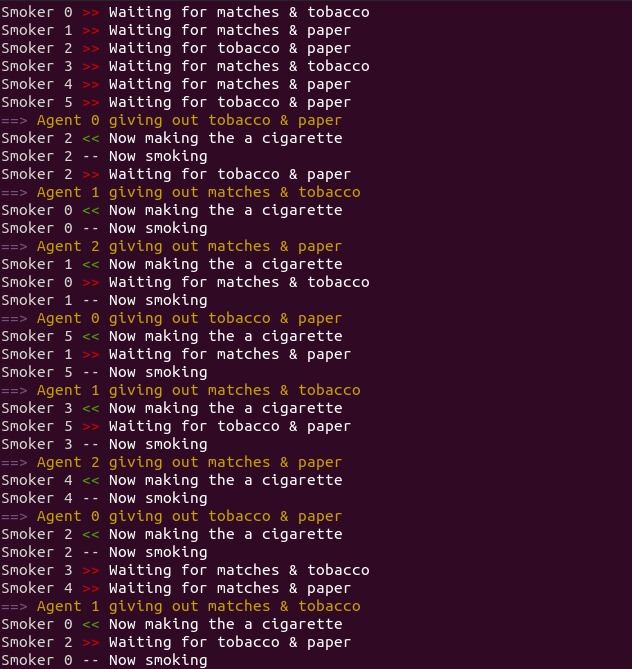 Smoker 0 >> Waiting for matches & tobacco
Smoker 1 >> Waiting for matches & paper
Smoker 2 >> Waiting for tobacco & paper
Smoker 3 >> Waiting for matches & tobacco
Smoker 4 >> Waiting for matches & paper
Smoker 5 >> Waiting for tobacco & paper
==> Agent 0 giving out tobacco & paper
Smoker 2 << Now making the a cigarette
Smoker 2 -- Now smoking
Smoker 2 >> Waiting for tobacco & paper
==> Agent 1 giving out matches & tobacco
Smoker 0 << Now making the a cigarette
Smoker 0 -- Now smoking
==> Agent 2 giving out matches & paper
Smoker 1 << Now making the a cigarette
Smoker 0 >> Waiting for matches & tobacco
Smoker 1 -- Now smoking
==> Agent 0 giving out tobacco & paper
Smoker 5 << Now making the a cigarette
Smoker 1 >> Waiting for matches & paper
Smoker 5 -- Now smoking
==> Agent 1 giving out matches & tobacco
Smoker 3 << Now making the a cigarette
Smoker 5 >> Waiting for tobacco & paper
Smoker 3 -- Now smoking
==> Agent 2 giving out matches & paper
Smoker 4 << Now making the a cigarette
Smoker 4 -- Now smoking
==> Agent 0 giving out tobacco & paper
Smoker 2 << Now making the a cigarette
Smoker 2 -- Now smoking
Smoker 3 >> Waiting for matches & tobacco
Smoker 4 >> Waiting for matches & paper
==> Agent 1 giving out matches & tobacco
Smoker 0 << Now making the a cigarette
Smoker 2 >> Waiting for tobacco & paper
Smoker 0 -- Now smoking